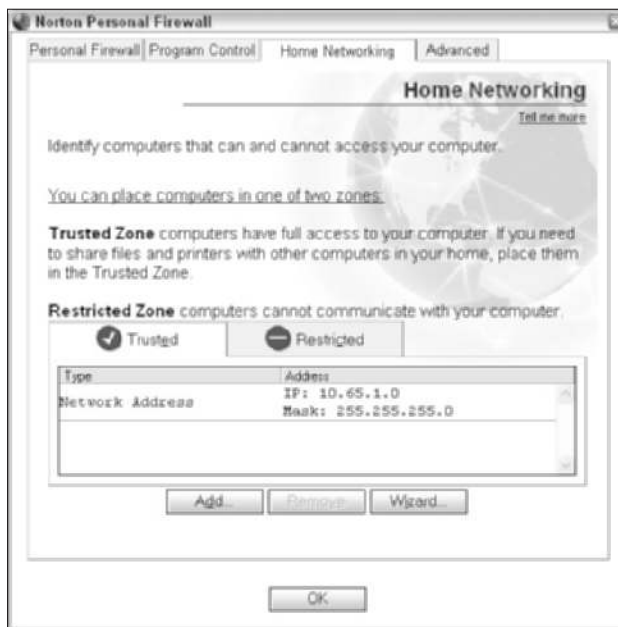 Norton Personal Firewall
Personal Firewall Program Control Home Networking Advanced
Home Networking
Tell me more
Identify computers that can and cannot access your computer.
You can place computers in one of two zones:
Trusted Zone computers have full access to your computer. If you need
to share files and printers with other computers in your home, place them
in the Trusted Zone.
Restricted Zone computers cannot communicate with your computer.
Trusted Restricted
Type Address
Network Address IP: 10.65.1.0
Mask: 255.255.255.0
Add... Remove Wizard...
OK